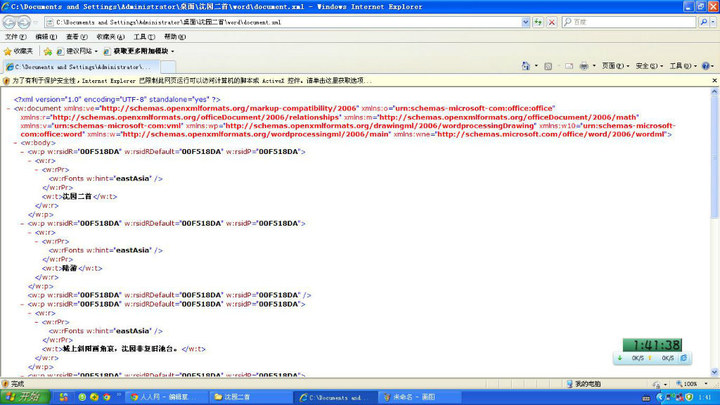 C:\Documents and Settings\Administrator\桌面\沈园二首\word\document.xml - Windows Internet Explorer
C:\Documents and Settings\Administrator\桌面\沈园二首\word\document.xml
百度
文件(F) 编辑(E) 查看(V) 收藏夹(A) 工具(T) 帮助(H)
收藏夹 建议网站 获取更多附加模块
C:\Documents and Settings\Administrator\...
页面(P) 安全(S) 工具(O)
为了有利于保护安全性，Internet Explorer 已限制此网页运行可以访问计算机的脚本或 ActiveX 控件。请单击这里获取选项...
<?xml version="1.0" encoding="UTF-8" standalone="yes" ?>
- <w:document xmlns:ve="http://schemas.openxmlformats.org/markup-compatibility/2006" xmlns:o="urn:schemas-microsoft-com:office:office"
xmlns:r="http://schemas.openxmlformats.org/officeDocument/2006/relationships" xmlns:m="http://schemas.openxmlformats.org/officeDocument/2006/math"
xmlns:v="urn:schemas-microsoft-com:vml" xmlns:wp="http://schemas.openxmlformats.org/drawingml/2006/wordprocessingDrawing" xmlns:w10="urn:schemas-microsoft-
com:office:word" xmlns:w="http://schemas.openxmlformats.org/wordprocessingml/2006/main" xmlns:wne="http://schemas.microsoft.com/office/word/2006/wordml">
- <w:body>
- <w:p w:rsidR="00F518DA" w:rsidRDefault="00F518DA" w:rsidP="00F518DA">
- <w:r>
- <w:rPr>
<w:rFonts w:hint="eastAsia" />
</w:rPr>
<w:t>沈园二首</w:t>
</w:r>
</w:p>
- <w:p w:rsidR="00F518DA" w:rsidRDefault="00F518DA" w:rsidP="00F518DA">
- <w:r>
- <w:rPr>
<w:rFonts w:hint="eastAsia" />
</w:rPr>
<w:t>陆游</w:t>
</w:r>
</w:p>
<w:p w:rsidR="00F518DA" w:rsidRDefault="00F518DA" w:rsidP="00F518DA" />
- <w:p w:rsidR="00F518DA" w:rsidRDefault="00F518DA" w:rsidP="00F518DA">
- <w:r>
- <w:rPr>
<w:rFonts w:hint="eastAsia" />
</w:rPr>
<w:t>城上斜阳画角哀，沈园非复旧池台。</w:t>
</w:r>
1:41:38
0K/S 0K/S
完成 我的电脑 100%
开始 人人网 - 编辑星... 沈园二首 C:\Documents and ... 未命名 - 画图 1:41